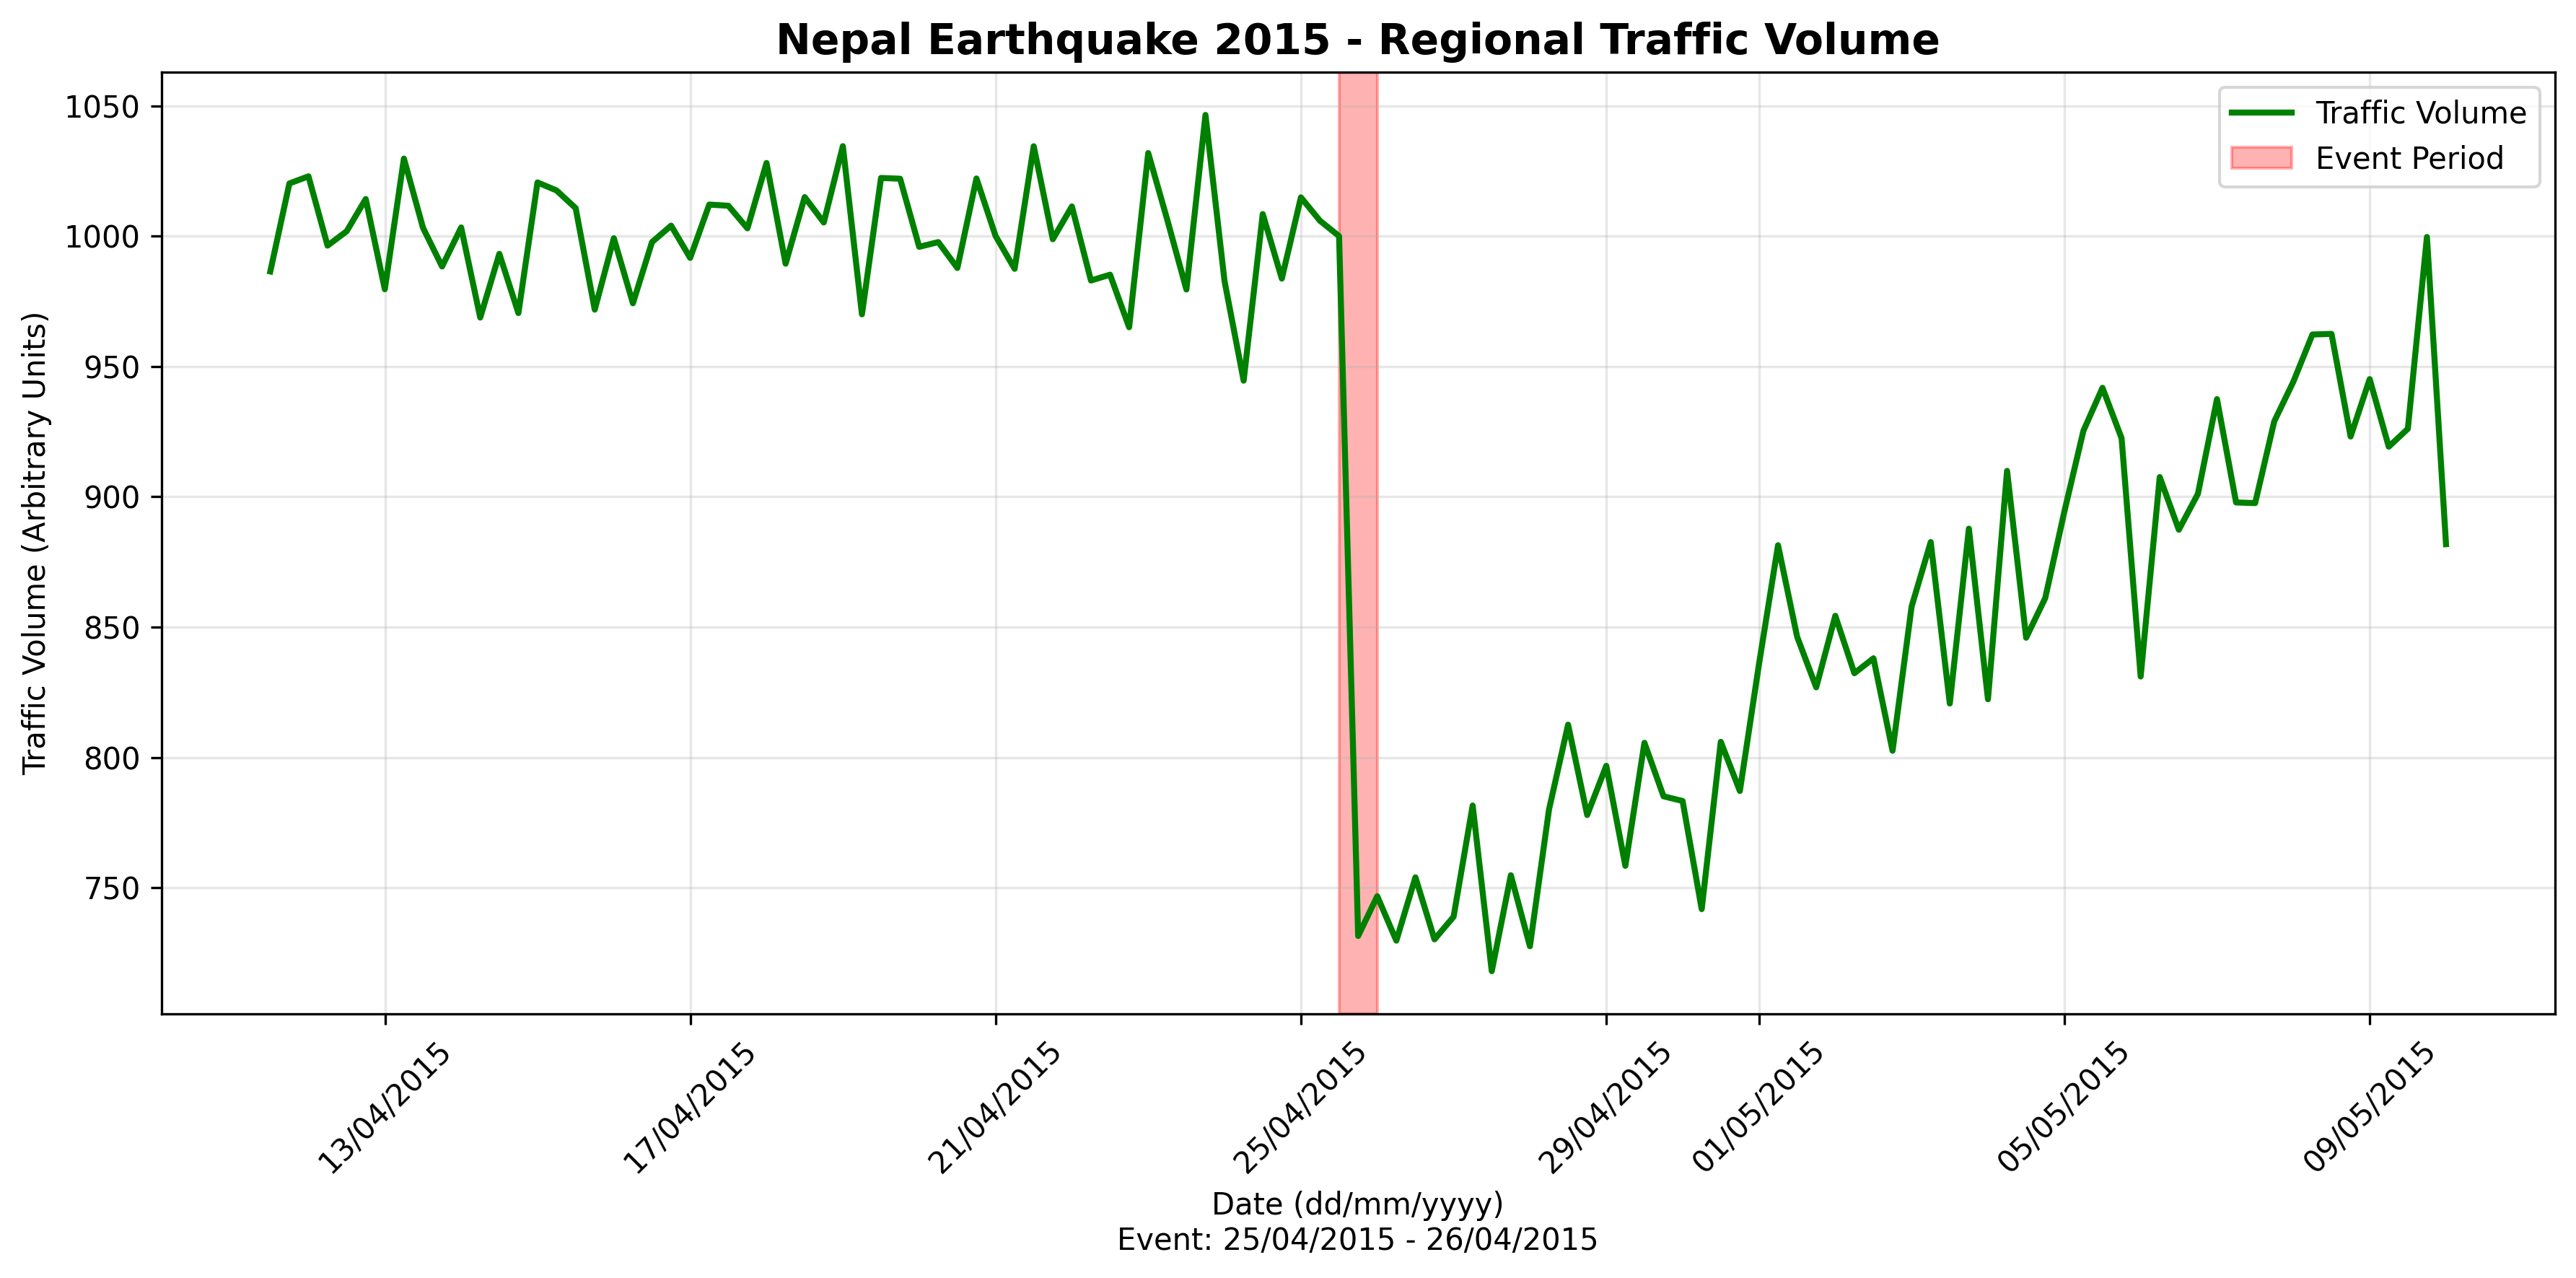 Nepal Earthquake 2015 - Regional Traffic Volume
Traffic Volume (Arbitrary Units)
1050
1000
950
900
850
800
750
Traffic Volume
Event Period
13/04/2015
17/04/2015
21/04/2015
25/04/2015
29/04/2015
01/05/2015
05/05/2015
09/05/2015
Date (dd/mm/yyyy)
Event: 25/04/2015 - 26/04/2015